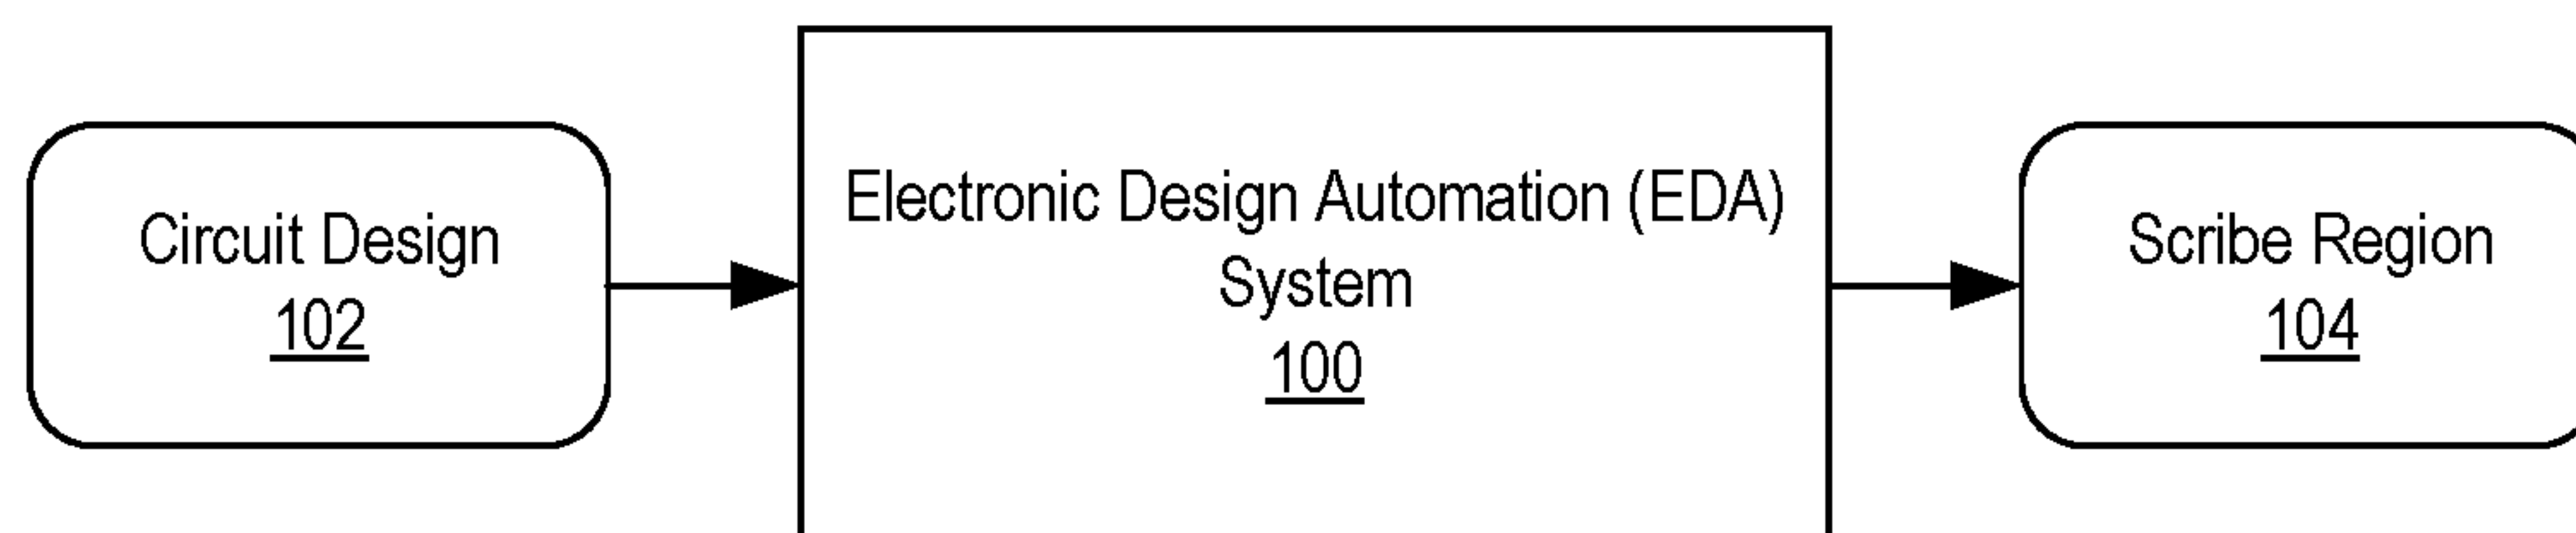 Circuit Design
102
Electronic Design Automation (EDA)
System
100
Scribe Region
104